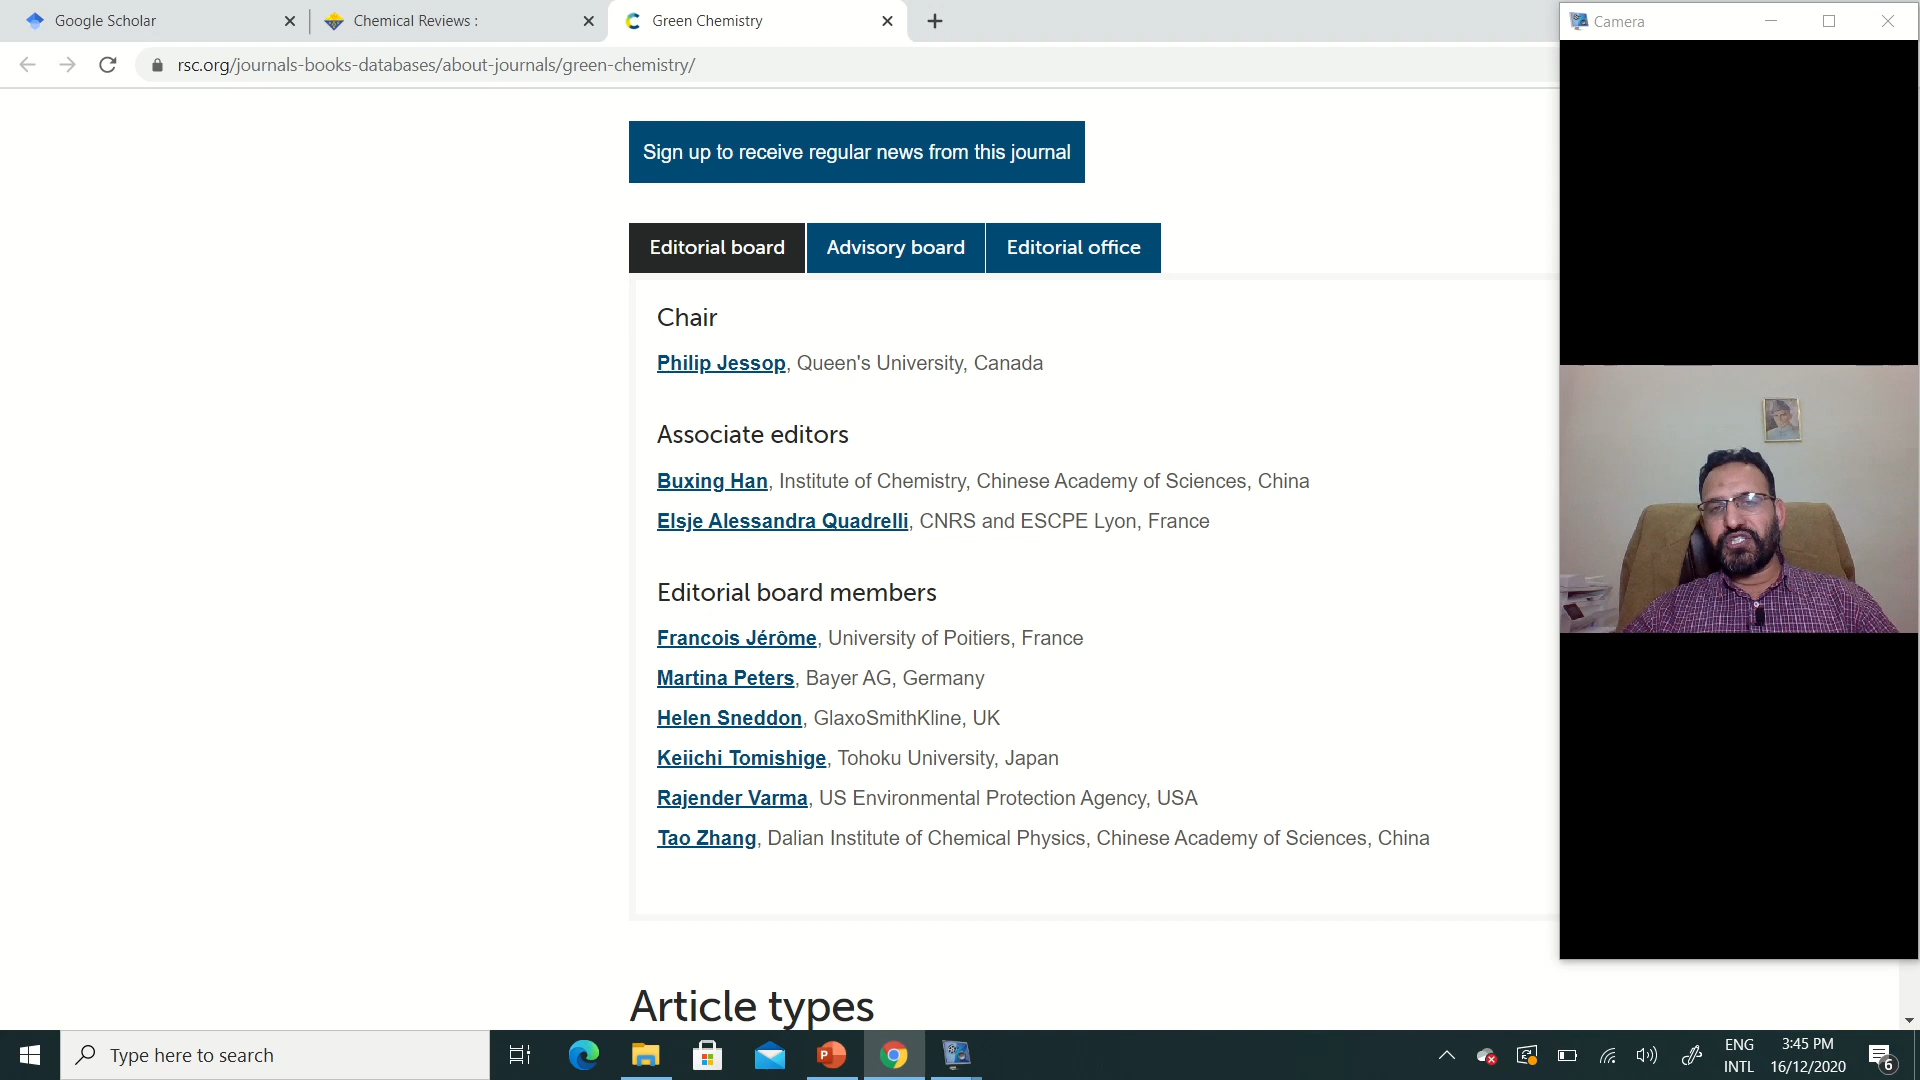 Google Scholar
Chemical Reviews :
Green Chemistry
Camera
rsc.org/journals-books-databases/about-journals/green-chemistry/
Sign up to receive regular news from this journal
Editorial board
Advisory board
Editorial office
Chair
Philip Jessop, Queen's University, Canada
Associate editors
Buxing Han, Institute of Chemistry, Chinese Academy of Sciences, China
Elsje Alessandra Quadrelli, CNRS and ESCPE Lyon, France
Editorial board members
Francois Jérôme, University of Poitiers, France
Martina Peters, Bayer AG, Germany
Helen Sneddon, GlaxoSmithKline, UK
Keiichi Tomishige, Tohoku University, Japan
Rajender Varma, US Environmental Protection Agency, USA
Tao Zhang, Dalian Institute of Chemical Physics, Chinese Academy of Sciences, China
Article types
Type here to search
ENG
INTL
3:45 PM
16/12/2020
6